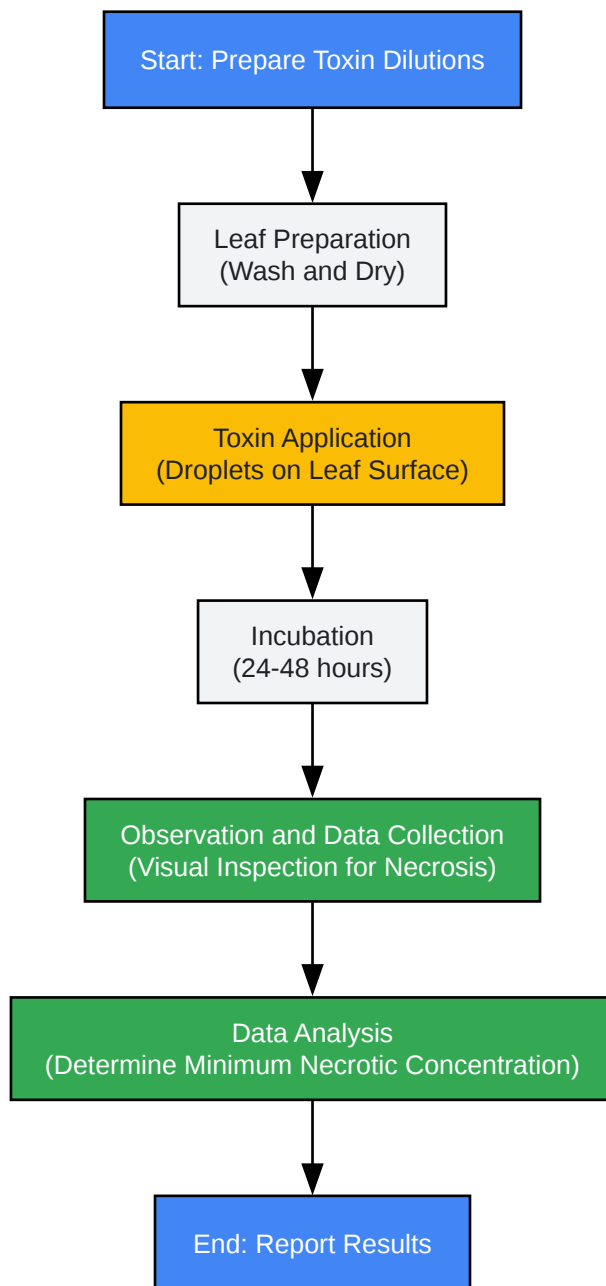 Start: Prepare Toxin Dilutions
Leaf Preparation
(Wash and Dry)
Toxin Application
(Droplets on Leaf Surface)
Incubation
(24-48 hours)
Observation and Data Collection
(Visual Inspection for Necrosis)
Data Analysis
(Determine Minimum Necrotic Concentration)
End: Report Results